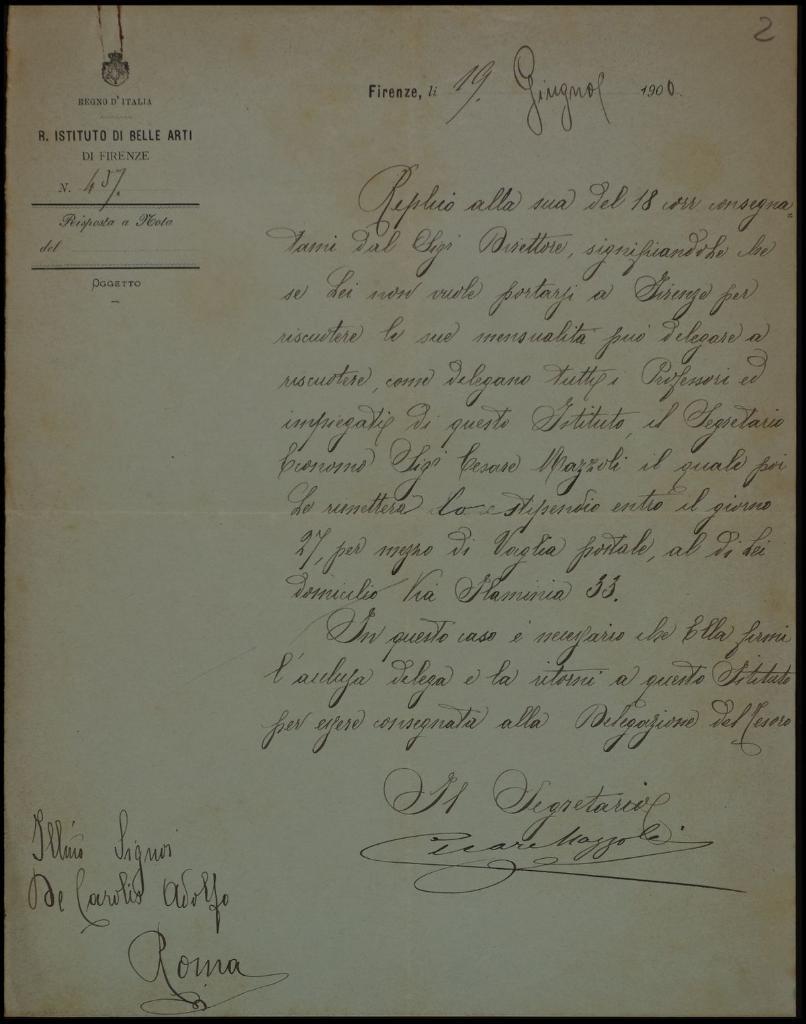 2
REGNO D'ITALIA
R. ISTITUTO DI BELLE ARTI
DI FIRENZE
N. 457.
Risposta a Nota
del
OGGETTO
Firenze, li 19. Giugno 1900.
Replico alla sua del 18 corr consegna=
tami dal Sigr Direttore, significandole che
se Lei non vuole portarsi a Firenze per
riscuotere le sue mensualità può delegare a
riscuotere, come delegano tutti i Professori ed
impiegati di questo Istituto, il Segretario
Economo Sigr Cesare Mazzoli il quale poi
Le rimetterà lo stipendio entro il giorno
27, per mezzo di Vaglia postale, al di Lei
domicilio Via Flaminia 33.
In questo caso è necessario che Ella firmi
l'acclusa delega e la ritorni a questo Istituto
per essere consegnata alla Delegazione del Tesoro
Il Segretario
Cesare Mazzoli
Illmo Signor
De Carolis Adolfo
Roma